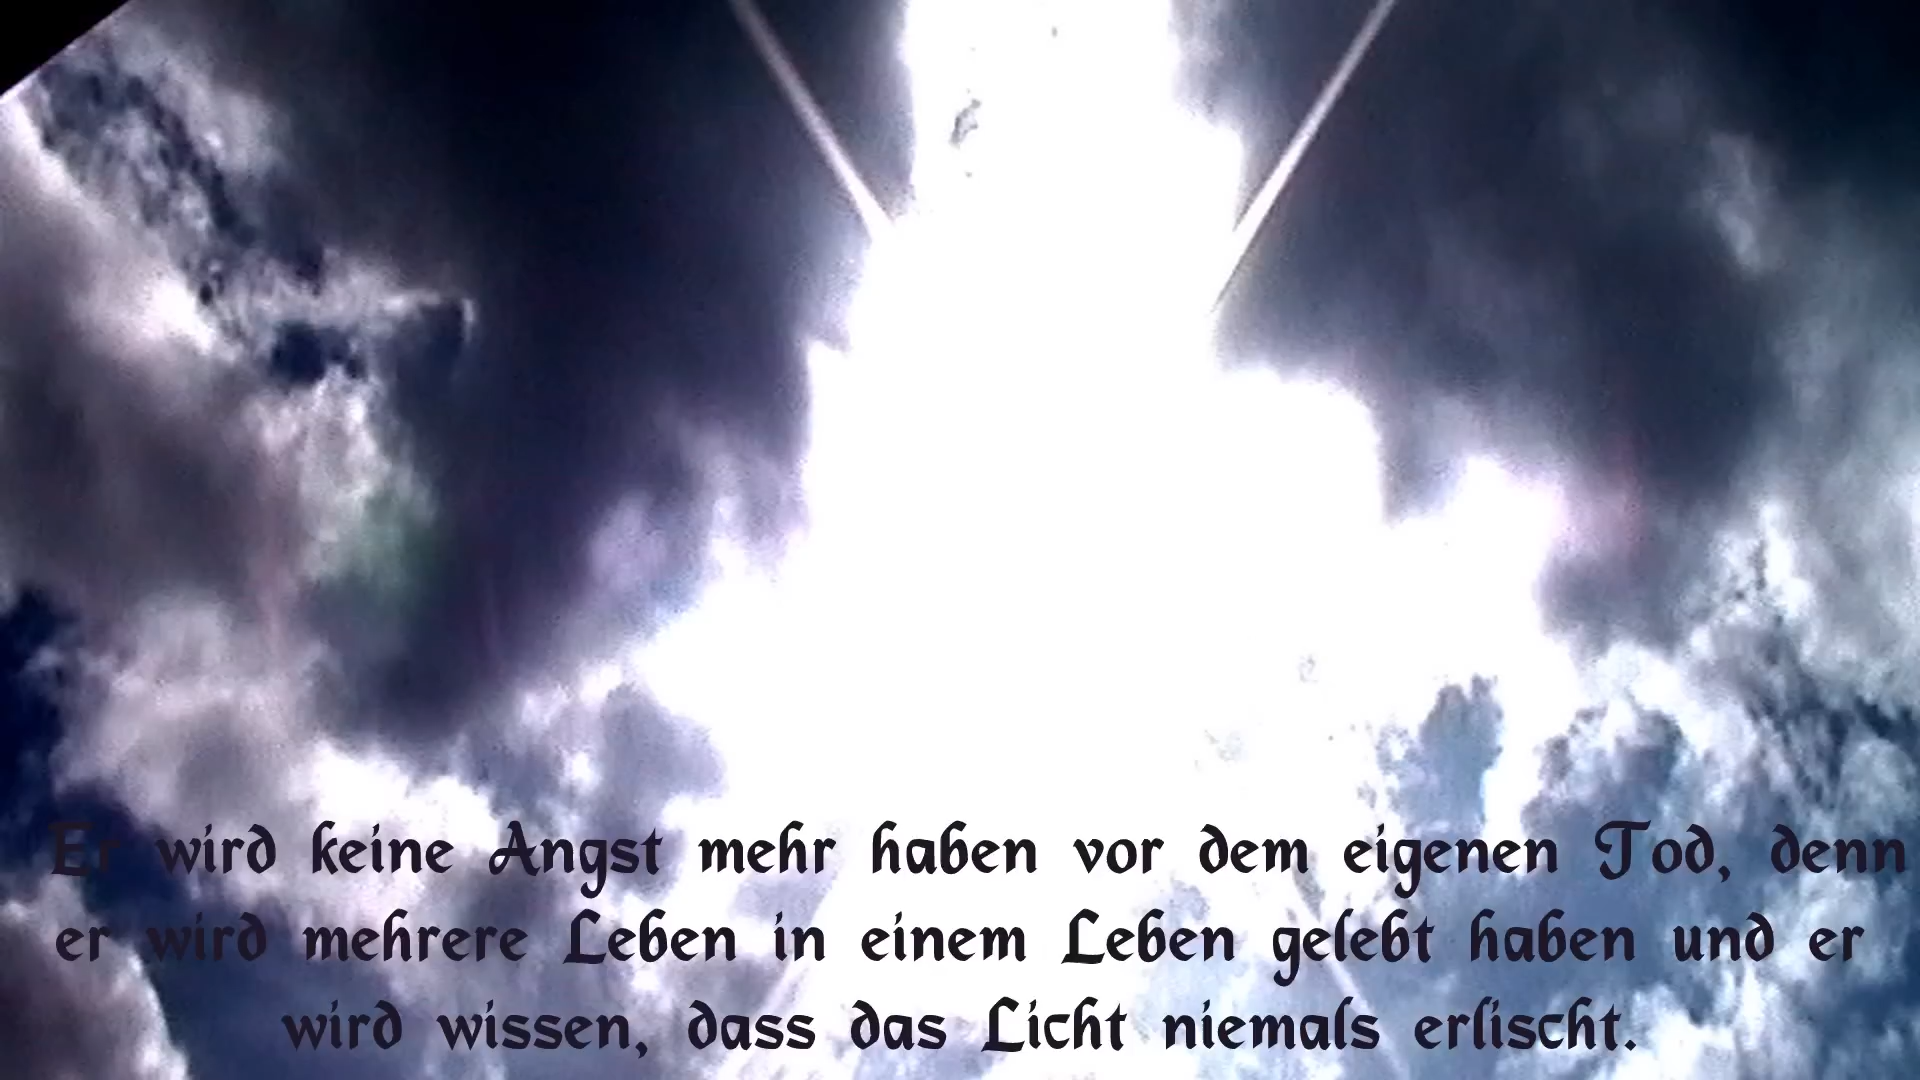 Er wird keine Angst mehr haben vor dem eigenen Tod, denn
er wird mehrere Leben in einem Leben gelebt haben und er
wird wissen, dass das Licht niemals erlischt.